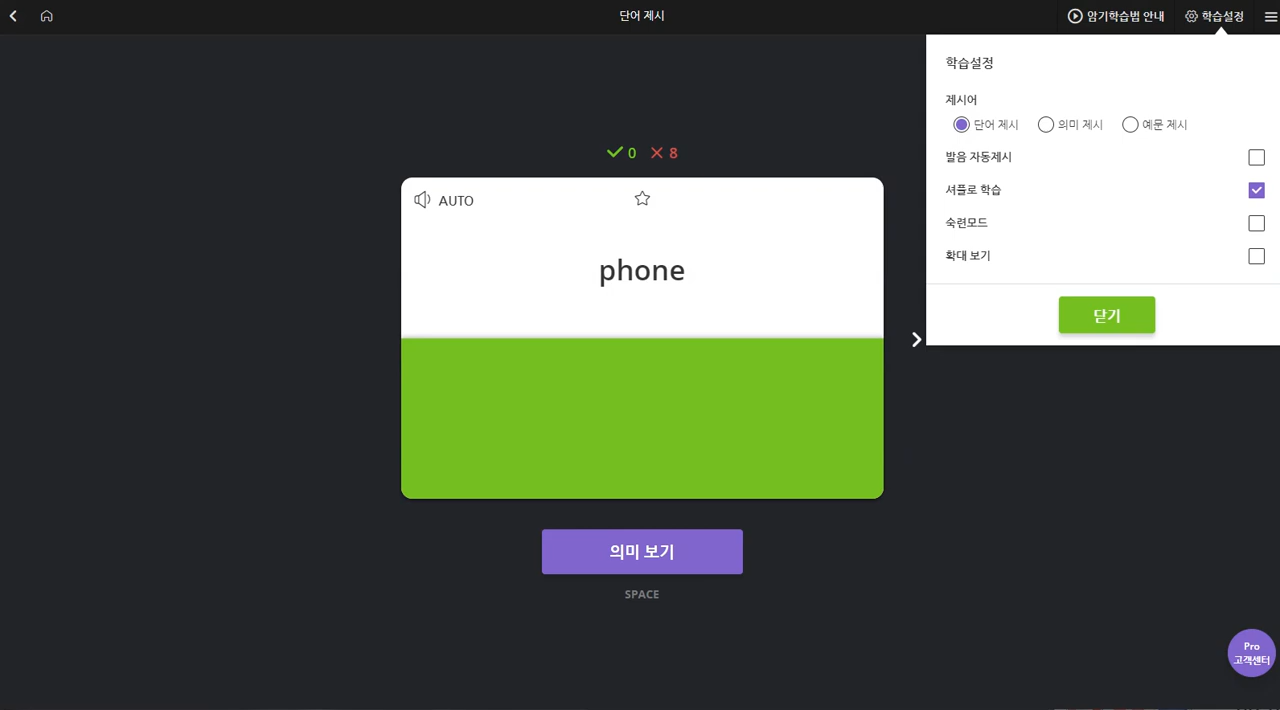 단어 제시
암기학습법 안내
학습설정
학습설정
제시어
단어 제시
의미 제시
예문 제시
발음 자동제시
셔플로 학습
숙련모드
확대 보기
닫기
0
8
AUTO
phone
의미 보기
SPACE
Pro
고객센터